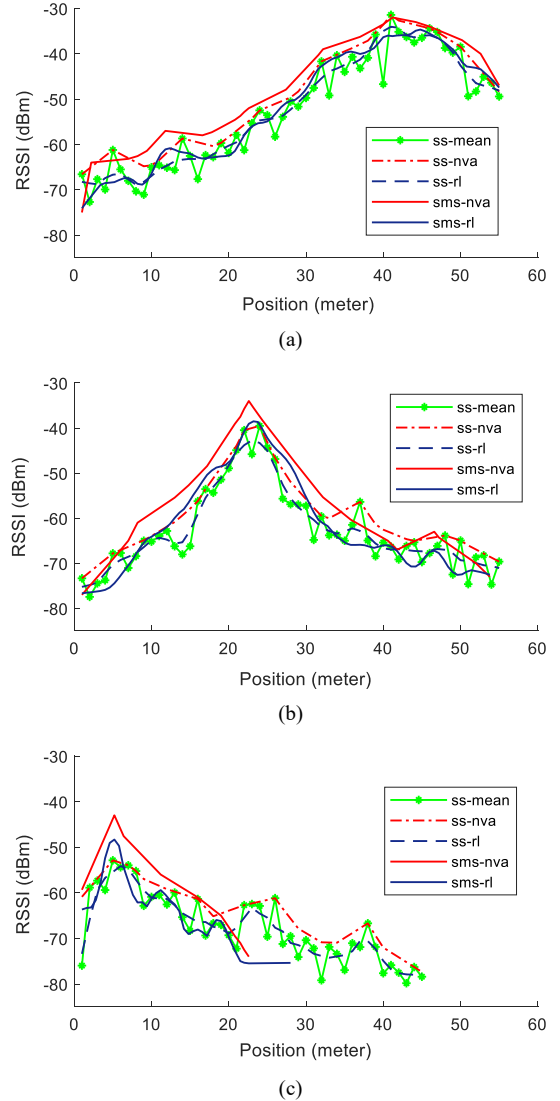 -30
-40
-50
-60
-70
-80
RSSI (dBm)
ss-mean
ss-nva
ss-rl
sms-nva
sms-rl
0 10 20 30 40 50 60
Position (meter)
(a)
-30
-40
-50
-60
-70
-80
RSSI (dBm)
ss-mean
ss-nva
ss-rl
sms-nva
sms-rl
0 10 20 30 40 50 60
Position (meter)
(b)
-30
-40
-50
-60
-70
-80
RSSI (dBm)
ss-mean
ss-nva
ss-rl
sms-nva
sms-rl
0 10 20 30 40 50 60
Position (meter)
(c)